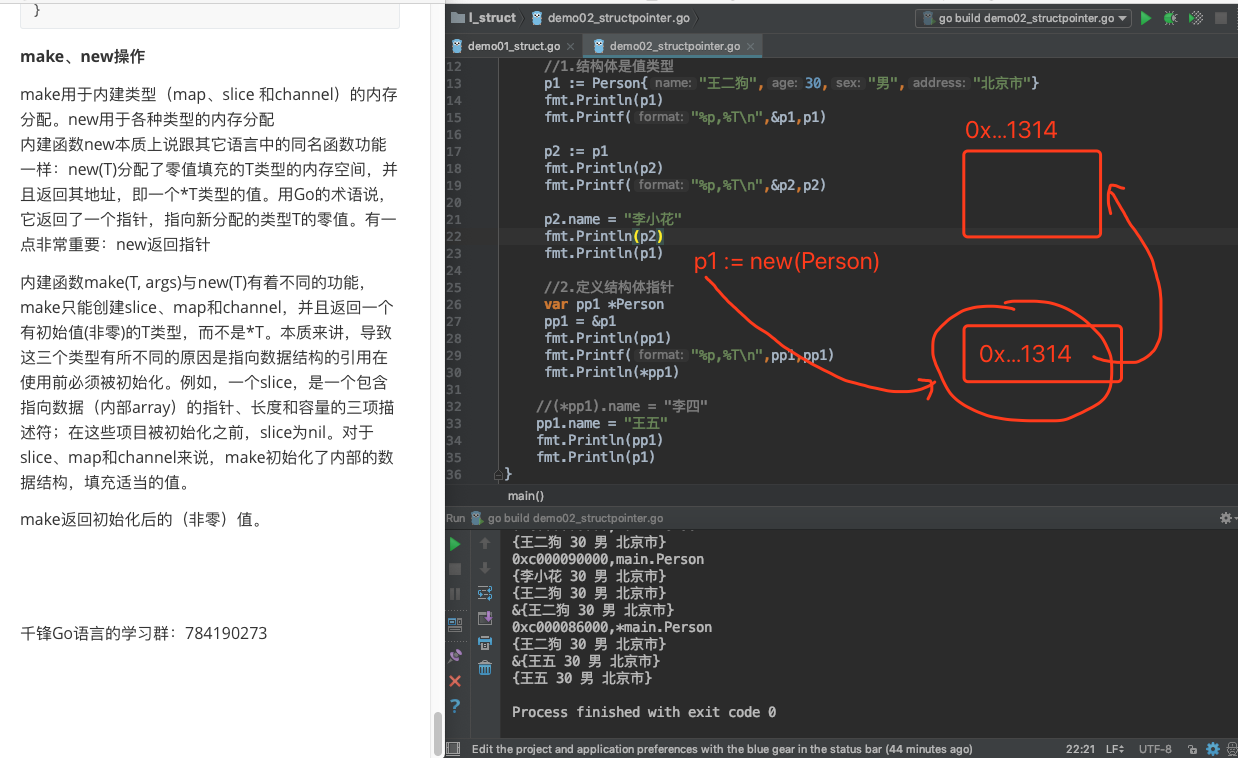 }
make、new操作
make用于内建类型（map、slice 和channel）的内存
分配。new用于各种类型的内存分配
内建函数new本质上说跟其它语言中的同名函数功能
一样：new(T)分配了零值填充的T类型的内存空间，并
且返回其地址，即一个*T类型的值。用Go的术语说，
它返回了一个指针，指向新分配的类型T的零值。有一
点非常重要：new返回指针
内建函数make(T, args)与new(T)有着不同的功能，
make只能创建slice、map和channel，并且返回一个
有初始值(非零)的T类型，而不是*T。本质来讲，导致
这三个类型有所不同的原因是指向数据结构的引用在
使用前必须被初始化。例如，一个slice，是一个包含
指向数据（内部array）的指针、长度和容量的三项描
述符；在这些项目被初始化之前，slice为nil。对于
slice、map和channel来说，make初始化了内部的数
据结构，填充适当的值。
make返回初始化后的（非零）值。
千锋Go语言的学习群：784190273
l_struct
demo02_structpointer.go
go build demo02_structpointer.go
demo01_struct.go
demo02_structpointer.go
12 //1.结构体是值类型
13 p1 := Person{ name: "王二狗", age: 30, sex: "男", address: "北京市"}
14 fmt.Println(p1)
15 fmt.Printf( format: "%p,%T\n",&p1,p1)
16
17 p2 := p1
18 fmt.Println(p2)
19 fmt.Printf( format: "%p,%T\n",&p2,p2)
20
21 p2.name = "李小花"
22 fmt.Println(p2)
23 fmt.Println(p1)
24
25 //2.定义结构体指针
26 var pp1 *Person
27 pp1 = &p1
28 fmt.Println(pp1)
29 fmt.Printf( format: "%p,%T\n",pp1,pp1)
30 fmt.Println(*pp1)
31
32 //(*pp1).name = "李四"
33 pp1.name = "王五"
34 fmt.Println(pp1)
35 fmt.Println(p1)
36 }
0x...1314
p1 := new(Person)
0x...1314
main()
Run go build demo02_structpointer.go
{王二狗 30 男 北京市}
0xc000090000,main.Person
{李小花 30 男 北京市}
{王二狗 30 男 北京市}
&{王二狗 30 男 北京市}
0xc000086000,*main.Person
{王二狗 30 男 北京市}
&{王五 30 男 北京市}
{王五 30 男 北京市}
Process finished with exit code 0
Edit the project and application preferences with the blue gear in the status bar (44 minutes ago)
22:21 LF UTF-8